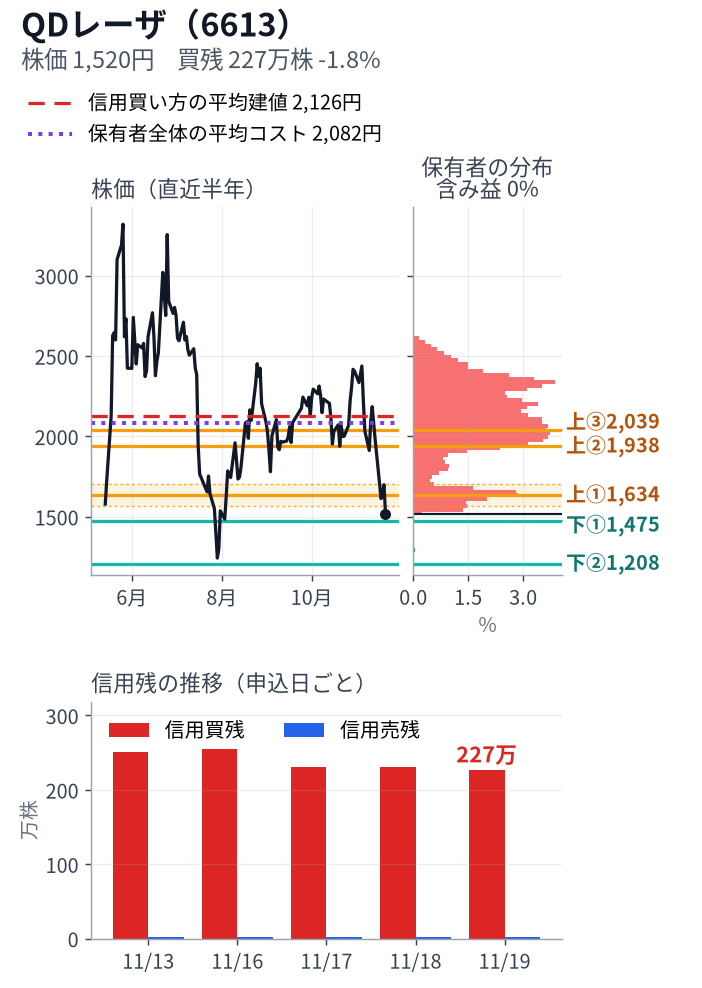 QDレーザ（6613）
株価 1,520円　買残 227万株 -1.8%
信用買い方の平均建値 2,126円
保有者全体の平均コスト 2,082円
株価（直近半年）
保有者の分布
含み益 0%
3000
2500
2000
1500
上③2,039
上②1,938
上①1,634
下①1,475
下②1,208
6月 8月 10月
0.0 1.5 3.0
%
信用残の推移（申込日ごと）
信用買残 信用売残
227万
300
200
100
0
万株
11/13 11/16 11/17 11/18 11/19